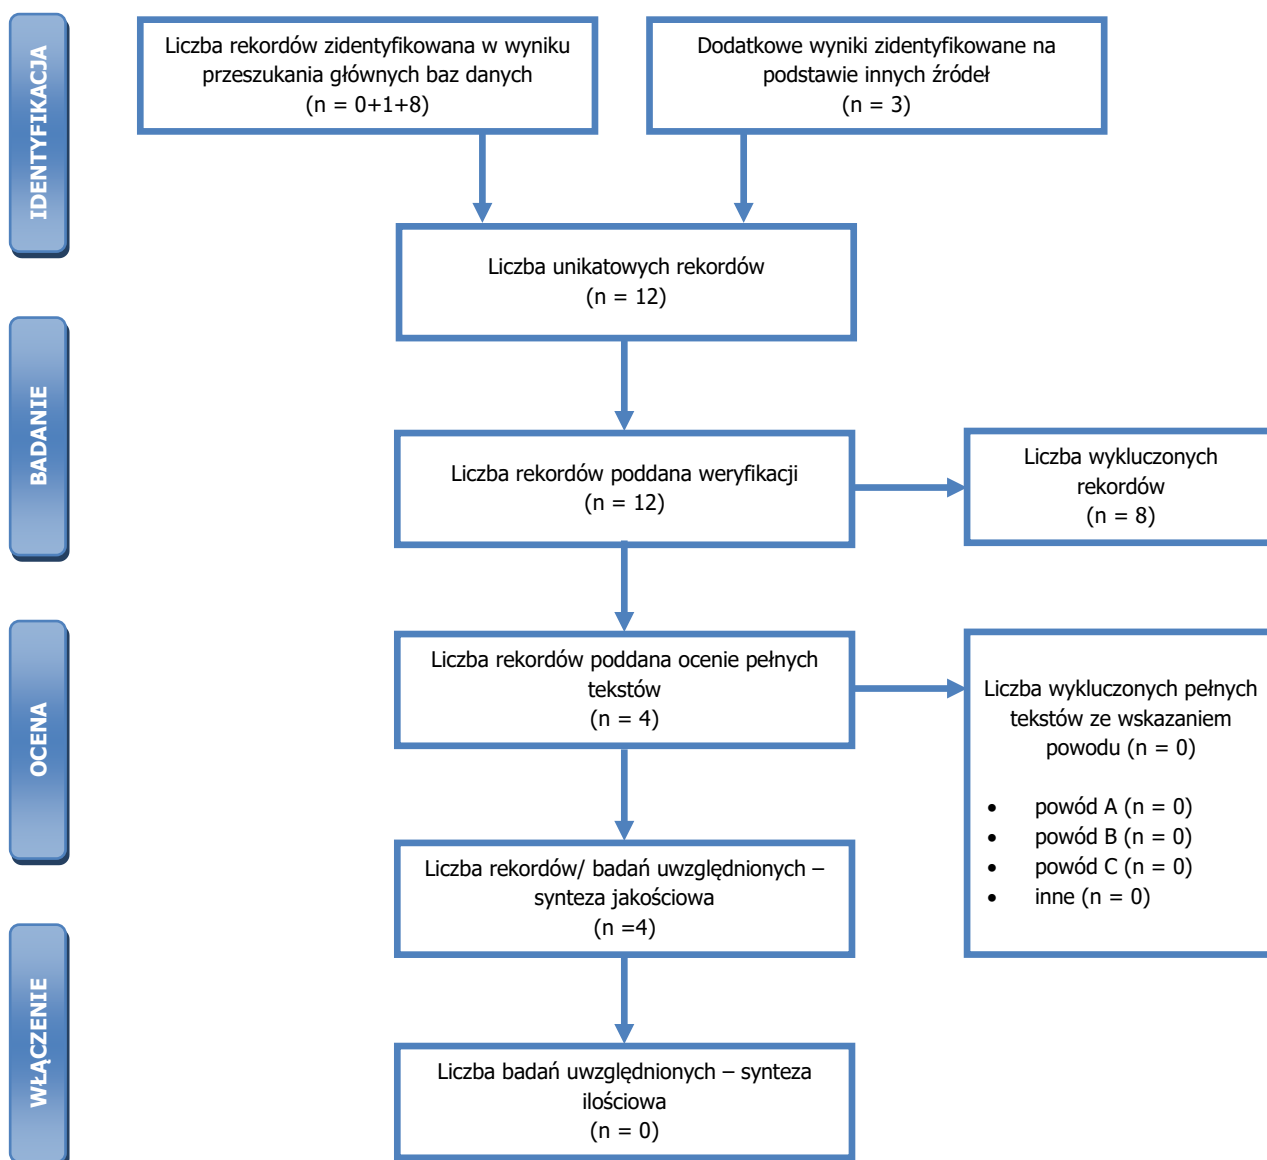 IDENTYFIKACJA
Liczba rekordów zidentyfikowana w wyniku
przeszukania głównych baz danych
(n = 0+1+8)
Dodatkowe wyniki zidentyfikowane na
podstawie innych źródeł
(n = 3)
Liczba unikatowych rekordów
(n = 12)
BADANIE
Liczba rekordów poddana weryfikacji
(n = 12)
Liczba wykluczonych
rekordów
(n = 8)
OCENA
Liczba rekordów poddana ocenie pełnych
tekstów
(n = 4)
Liczba wykluczonych pełnych
tekstów ze wskazaniem
powodu (n = 0)
• powód A (n = 0)
• powód B (n = 0)
• powód C (n = 0)
• inne (n = 0)
Liczba rekordów/ badań uwzględnionych –
synteza jakościowa
(n =4)
WŁĄCZENIE
Liczba badań uwzględnionych – synteza
ilościowa
(n = 0)